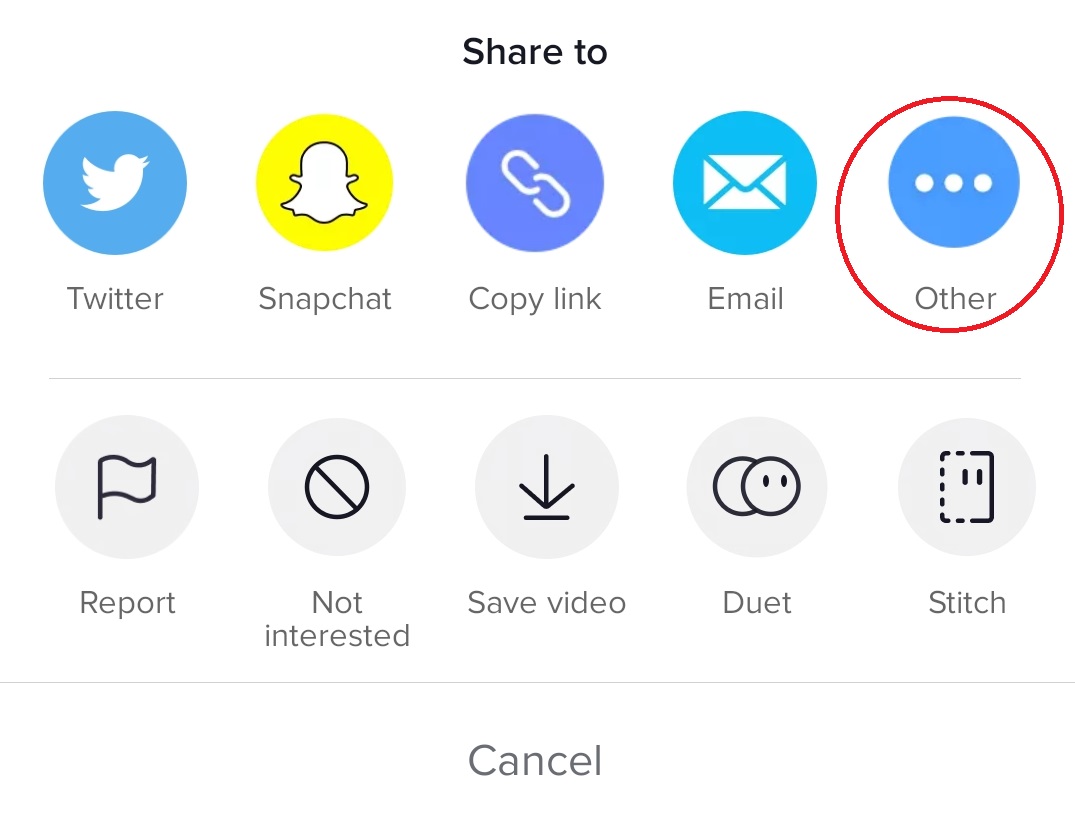 Share to
Twitter
Snapchat
Copy link
Email
Other
Report
Not
interested
Save video
Duet
Stitch
Cancel